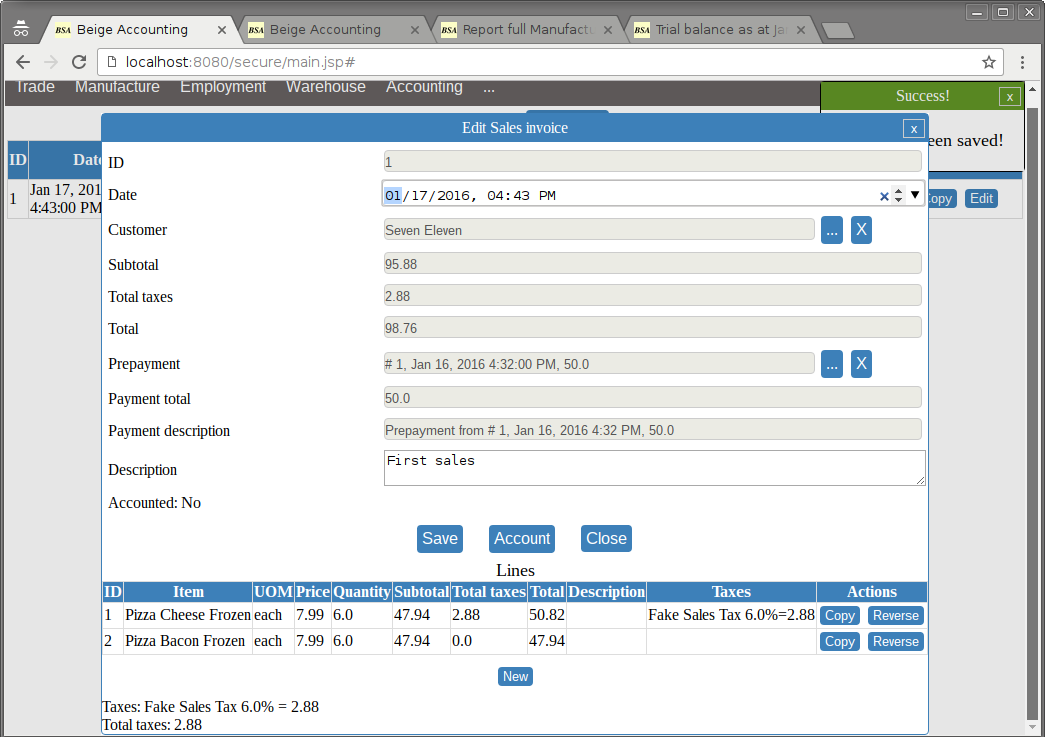 BSA Beige Accounting
BSA Beige Accounting
BSA Report full Manufactu
BSA Trial balance as at Jan
localhost:8080/secure/main.jsp#
Trade Manufacture Employment Warehouse Accounting ...
Success! x
een saved!
Edit Sales invoice x
ID Date
1 Jan 17, 201
4:43:00 PM
Copy Edit
ID 1
Date 01/17/2016, 04:43 PM
Customer Seven Eleven ... X
Subtotal 95.88
Total taxes 2.88
Total 98.76
Prepayment # 1, Jan 16, 2016 4:32:00 PM, 50.0 ... X
Payment total 50.0
Payment description Prepayment from # 1, Jan 16, 2016 4:32 PM, 50.0
Description First sales
Accounted: No
Save Account Close
Lines
ID Item UOM Price Quantity Subtotal Total taxes Total Description Taxes Actions
1 Pizza Cheese Frozen each 7.99 6.0 47.94 2.88 50.82 Fake Sales Tax 6.0%=2.88 Copy Reverse
2 Pizza Bacon Frozen each 7.99 6.0 47.94 0.0 47.94 Copy Reverse
New
Taxes: Fake Sales Tax 6.0% = 2.88
Total taxes: 2.88